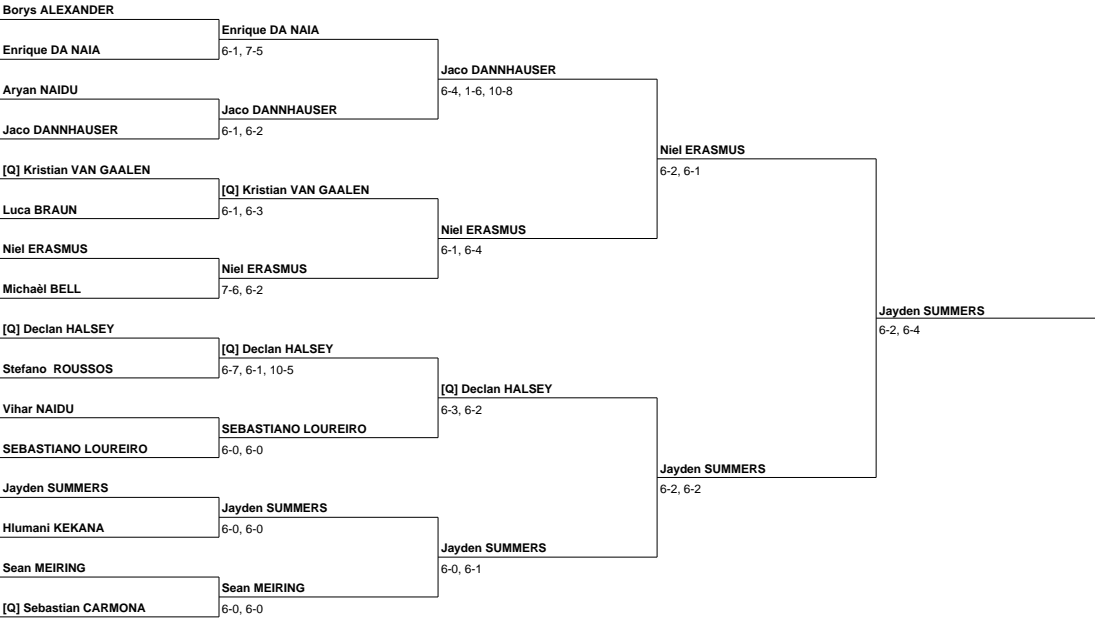 Borys ALEXANDER
Enrique DA NAIA
Enrique DA NAIA
6-1, 7-5
Jaco DANNHAUSER
Aryan NAIDU
6-4, 1-6, 10-8
Jaco DANNHAUSER
Jaco DANNHAUSER
6-1, 6-2
Niel ERASMUS
[Q] Kristian VAN GAALEN
6-2, 6-1
[Q] Kristian VAN GAALEN
Luca BRAUN
6-1, 6-3
Niel ERASMUS
Niel ERASMUS
6-1, 6-4
Niel ERASMUS
Michaèl BELL
7-6, 6-2
Jayden SUMMERS
[Q] Declan HALSEY
6-2, 6-4
[Q] Declan HALSEY
Stefano ROUSSOS
6-7, 6-1, 10-5
[Q] Declan HALSEY
Vihar NAIDU
6-3, 6-2
SEBASTIANO LOUREIRO
SEBASTIANO LOUREIRO
6-0, 6-0
Jayden SUMMERS
Jayden SUMMERS
6-2, 6-2
Jayden SUMMERS
Hlumani KEKANA
6-0, 6-0
Jayden SUMMERS
Sean MEIRING
6-0, 6-1
Sean MEIRING
[Q] Sebastian CARMONA
6-0, 6-0